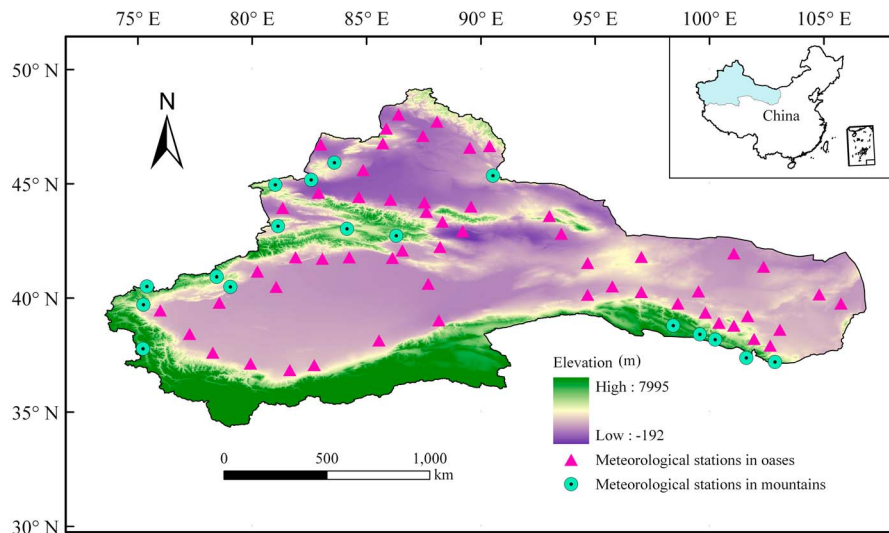 75° E 80° E 85° E 90° E 95° E 100° E 105° E
50° N
45° N
40° N
35° N
30° N
N
China
Elevation (m)
High : 7995
Low : -192
Meteorological stations in oases
Meteorological stations in mountains
0 500 1,000
km